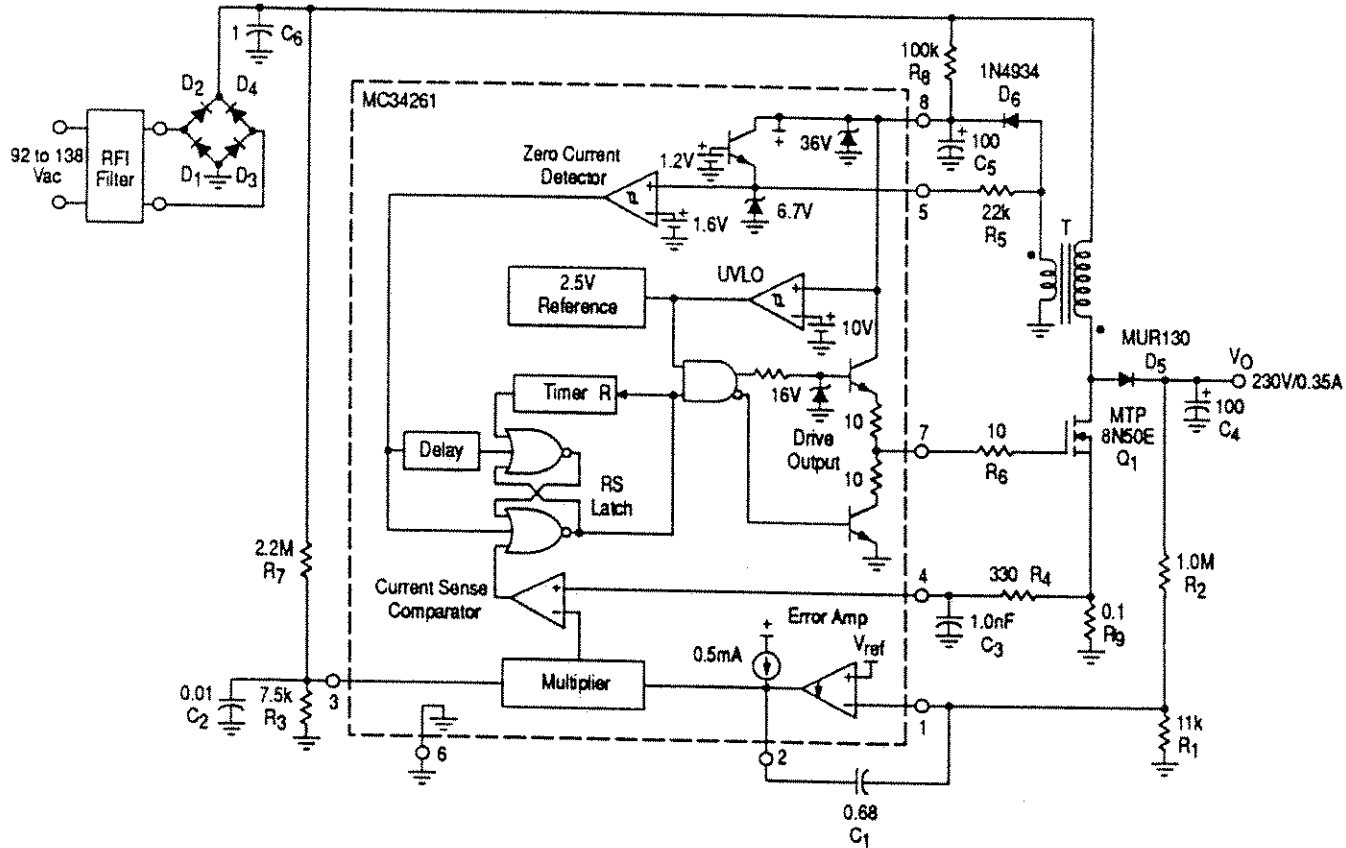 1
C6
D2
D4
D1
D3
92 to 138
Vac
RFI
Filter
100k
R8
1N4934
D6
MC34261
8
100
C5
36V
1.2V
Zero Current
Detector
6.7V
1.6V
5
22k
R5
T
2.5V
Reference
UVLO
10V
MUR130
D5
VO
230V/0.35A
100
C4
Timer R
16V
10
Drive
Output
10
7
10
R6
MTP
8N50E
Q1
Delay
RS
Latch
2.2M
R7
Current Sense
Comparator
4
330 R4
1.0nF
C3
0.1
R9
1.0M
R2
Error Amp
0.5mA
Vref
Multiplier
0.01
C2
7.5k
R3
3
1
11k
R1
6
2
0.68
C1